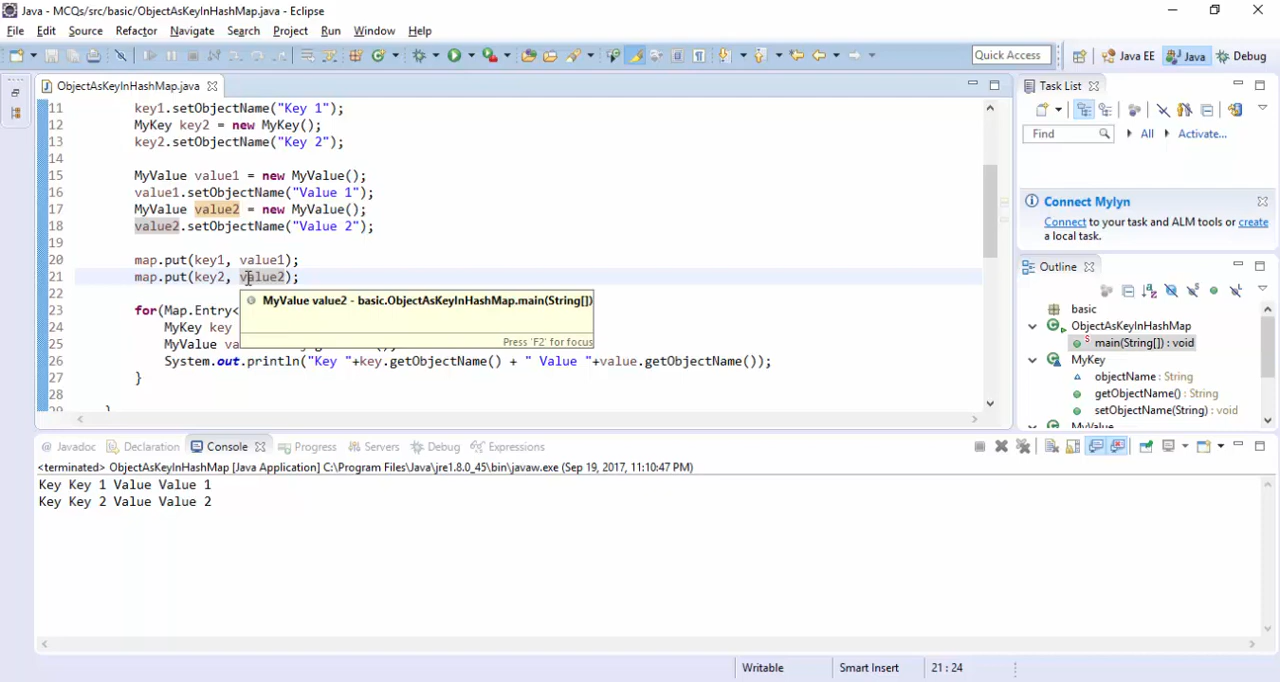 Java - MCQs/src/basic/ObjectAsKeyInHashMap.java - Eclipse
File Edit Source Refactor Navigate Search Project Run Window Help
Quick Access Java EE Java Debug
ObjectAsKeyInHashMap.java
11 key1.setObjectName("Key 1");
12 MyKey key2 = new MyKey();
13 key2.setObjectName("Key 2");
14
15 MyValue value1 = new MyValue();
16 value1.setObjectName("Value 1");
17 MyValue value2 = new MyValue();
18 value2.setObjectName("Value 2");
19
20 map.put(key1, value1);
21 map.put(key2, value2);
22
23 for(Map.Entry<
24 MyKey key
25 MyValue va
26 System.out.println("Key "+key.getObjectName() + " Value "+value.getObjectName());
27 }
28
MyValue value2 - basic.ObjectAsKeyInHashMap.main(String[])
Press 'F2' for focus
Task List
Find All Activate...
Connect Mylyn
Connect to your task and ALM tools or create
a local task.
Outline
basic
ObjectAsKeyInHashMap
S main(String[]) : void
MyKey
objectName : String
getObjectName() : String
setObjectName(String) : void
MyValue
@ Javadoc Declaration Console Progress Servers Debug Expressions
<terminated> ObjectAsKeyInHashMap [Java Application] C:\Program Files\Java\jre1.8.0_45\bin\javaw.exe (Sep 19, 2017, 11:10:47 PM)
Key Key 1 Value Value 1
Key Key 2 Value Value 2
Writable Smart Insert 21 : 24